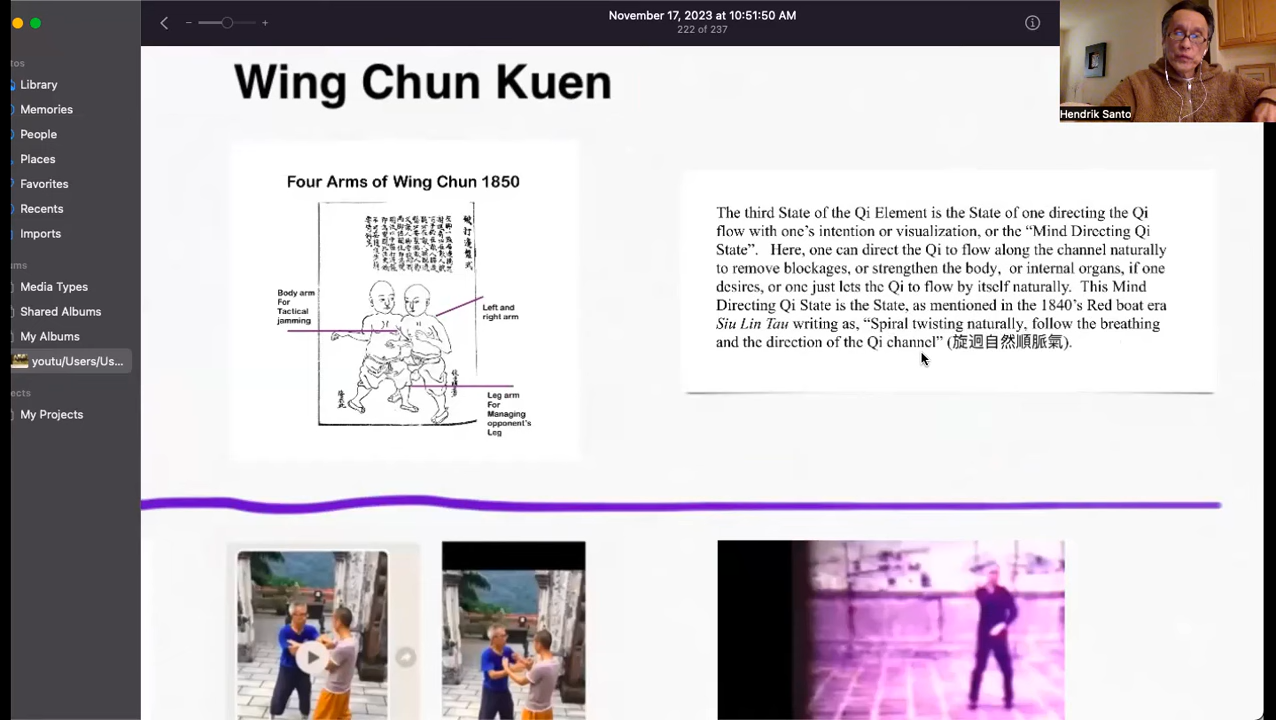 November 17, 2023 at 10:51:50 AM
222 of 237
Hendrik Santo
Library
Memories
People
Places
Favorites
Recents
Imports
Media Types
Shared Albums
My Albums
youtu/Users/Us...
My Projects
Wing Chun Kuen
Four Arms of Wing Chun 1850
Body arm
For
Tactical
jamming
Left and
right arm
Leg arm
For
Managing
opponent's
Leg
The third State of the Qi Element is the State of one directing the Qi
flow with one's intention or visualization, or the “Mind Directing Qi
State”. Here, one can direct the Qi to flow along the channel naturally
to remove blockages, or strengthen the body, or internal organs, if one
desires, or one just lets the Qi to flow by itself naturally. This Mind
Directing Qi State is the State, as mentioned in the 1840's Red boat era
Siu Lin Tau writing as, “Spiral twisting naturally, follow the breathing
and the direction of the Qi channel” (旋迴自然順脈氣).